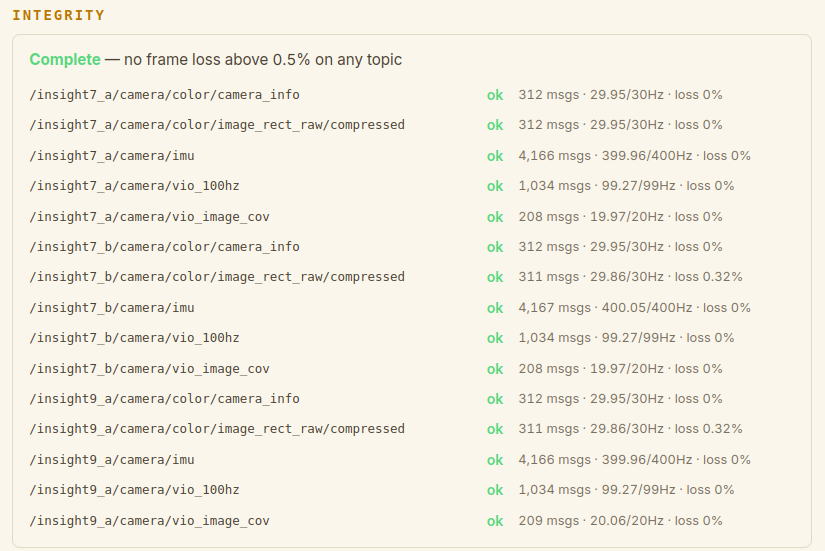 INTEGRITY
Complete — no frame loss above 0.5% on any topic
/insight7_a/camera/color/camera_info ok 312 msgs · 29.95/30Hz · loss 0%
/insight7_a/camera/color/image_rect_raw/compressed ok 312 msgs · 29.95/30Hz · loss 0%
/insight7_a/camera/imu ok 4,166 msgs · 399.96/400Hz · loss 0%
/insight7_a/camera/vio_100hz ok 1,034 msgs · 99.27/99Hz · loss 0%
/insight7_a/camera/vio_image_cov ok 208 msgs · 19.97/20Hz · loss 0%
/insight7_b/camera/color/camera_info ok 312 msgs · 29.95/30Hz · loss 0%
/insight7_b/camera/color/image_rect_raw/compressed ok 311 msgs · 29.86/30Hz · loss 0.32%
/insight7_b/camera/imu ok 4,167 msgs · 400.05/400Hz · loss 0%
/insight7_b/camera/vio_100hz ok 1,034 msgs · 99.27/99Hz · loss 0%
/insight7_b/camera/vio_image_cov ok 208 msgs · 19.97/20Hz · loss 0%
/insight9_a/camera/color/camera_info ok 312 msgs · 29.95/30Hz · loss 0%
/insight9_a/camera/color/image_rect_raw/compressed ok 311 msgs · 29.86/30Hz · loss 0.32%
/insight9_a/camera/imu ok 4,166 msgs · 399.96/400Hz · loss 0%
/insight9_a/camera/vio_100hz ok 1,034 msgs · 99.27/99Hz · loss 0%
/insight9_a/camera/vio_image_cov ok 209 msgs · 20.06/20Hz · loss 0%